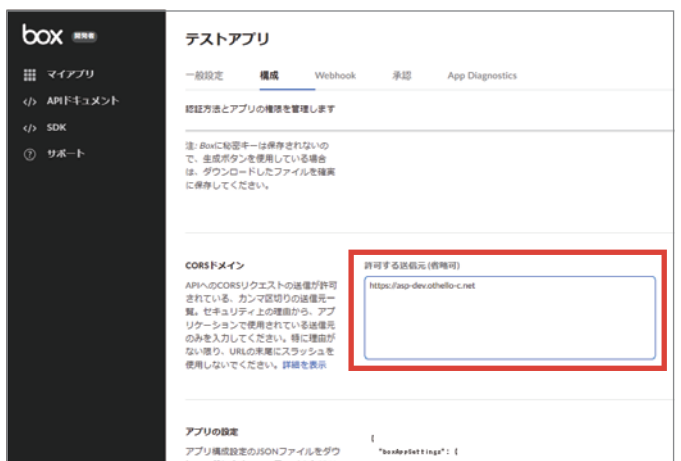 box 開発者
テストアプリ
マイアプリ
APIドキュメント
SDK
サポート
一般設定 構成 Webhook 承認 App Diagnostics
認証方法とアプリの権限を管理します
注: Boxに秘密キーは保存されないの
で、生成ボタンを使用している場合
は、ダウンロードしたファイルを確実
に保存してください。
CORSドメイン
APIへのCORSリクエストの送信が許可
されている、カンマ区切りの送信元一
覧。セキュリティ上の理由から、アプ
リケーションで使用されている送信元
のみを入力してください。特に理由が
ない限り、URLの末尾にスラッシュを
使用しないでください。詳細を表示
許可する送信元 (省略可)
https://asp-dev.othello-c.net
アプリの設定
アプリ構成設定のJSONファイルをダウ
{
"boxAppSettings": {